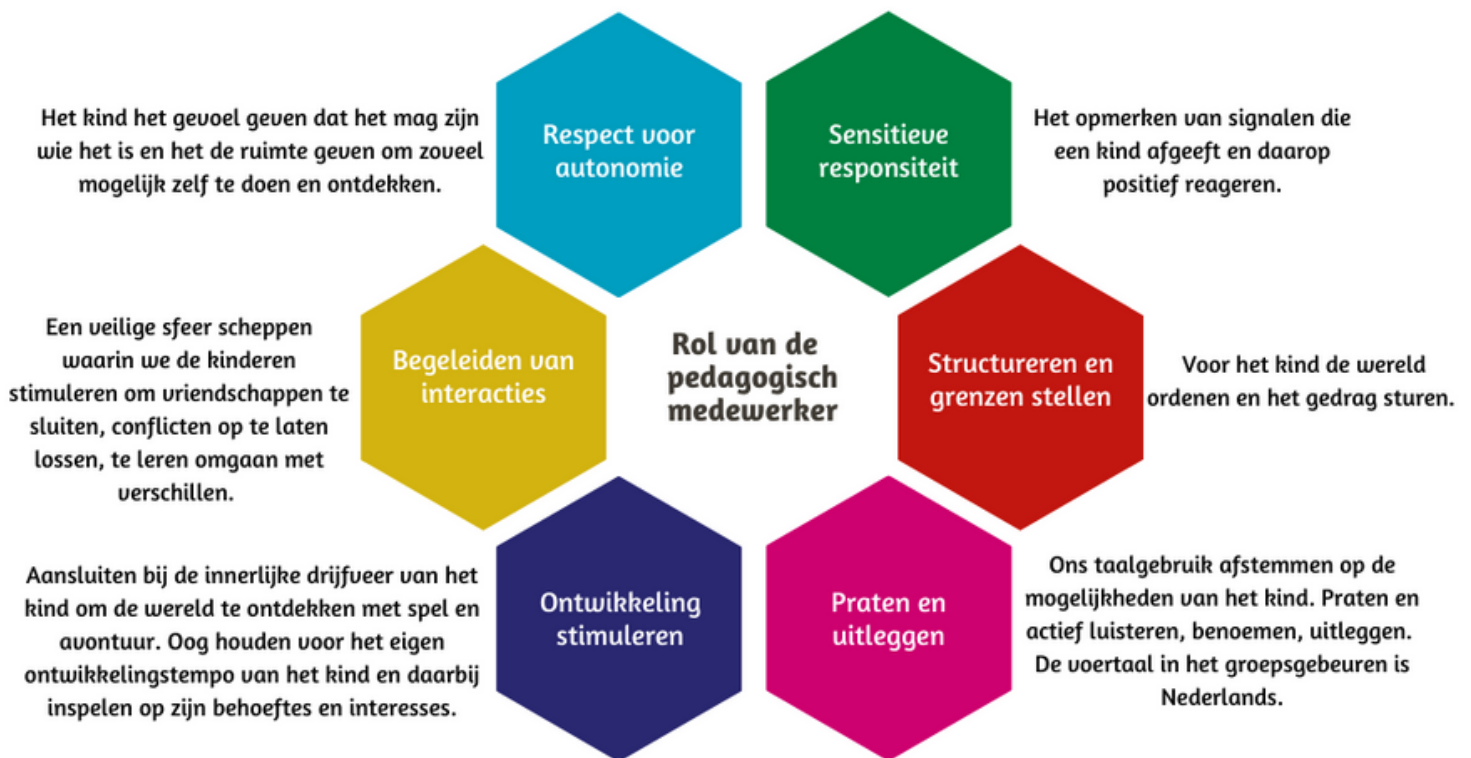 Het kind het gevoel geven dat het mag zijn
wie het is en het de ruimte geven om zoveel
mogelijk zelf te doen en ontdekken.
Respect voor
autonomie
Sensitieve
responsiteit
Het opmerken van signalen die
een kind afgeeft en daarop
positief reageren.
Een veilige sfeer scheppen
waarin we de kinderen
stimuleren om vriendschappen te
sluiten, conflicten op te laten
lossen, te leren omgaan met
verschillen.
Begeleiden van
interacties
Rol van de
pedagogisch
medewerker
Structureren en
grenzen stellen
Voor het kind de wereld
ordenen en het gedrag sturen.
Aansluiten bij de innerlijke drijfveer van het
kind om de wereld te ontdekken met spel en
avontuur. Oog houden voor het eigen
ontwikkelingstempo van het kind en daarbij
inspelen op zijn behoeftes en interesses.
Ontwikkeling
stimuleren
Praten en
uitleggen
Ons taalgebruik afstemmen op de
mogelijkheden van het kind. Praten en
actief luisteren, benoemen, uitleggen.
De voertaal in het groepsgebeuren is
Nederlands.